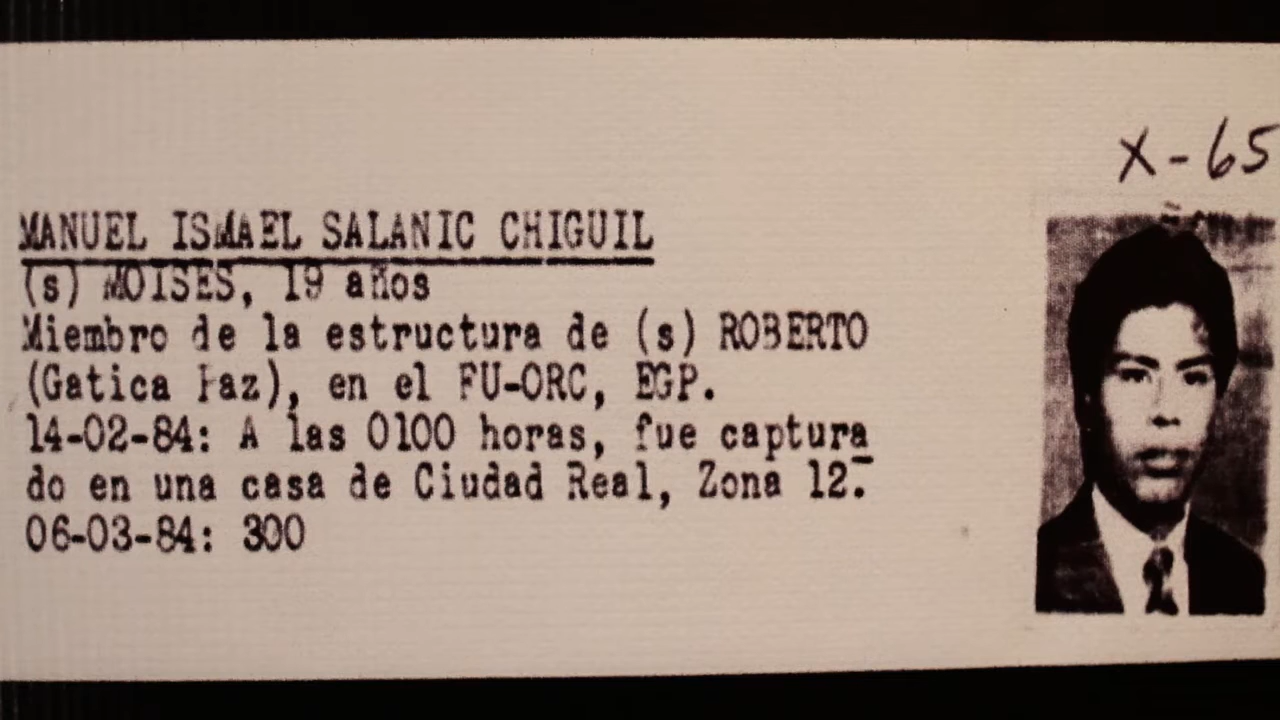 X-65
MANUEL ISMAEL SALANIC CHIGUIL
(s) MOISES, 19 años
Miembro de la estructura de (s) ROBERTO
(Gatica Paz), en el FU-ORC, EGP.
14-02-84: A las 0100 horas, fue captura
do en una casa de Ciudad Real, Zona 12.
06-03-84: 300